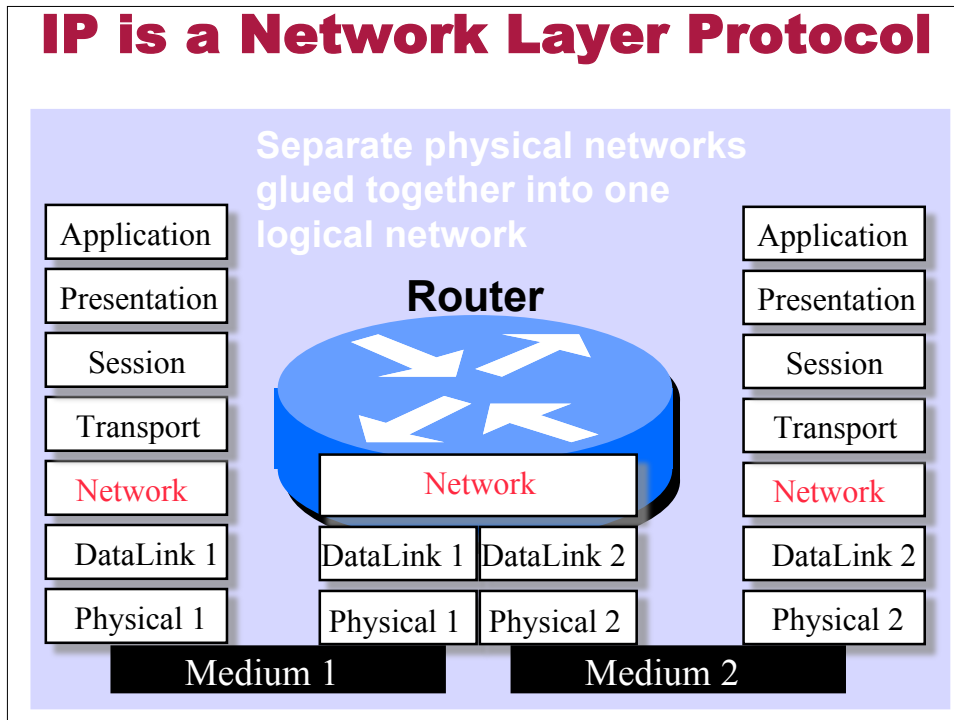 IP is a Network Layer Protocol
Separate physical networks
glued together into one
logical network
Application
Presentation
Session
Transport
Network
DataLink 1
Physical 1
Router
Network
DataLink 1
DataLink 2
Physical 1
Physical 2
Application
Presentation
Session
Transport
Network
DataLink 2
Physical 2
Medium 1
Medium 2